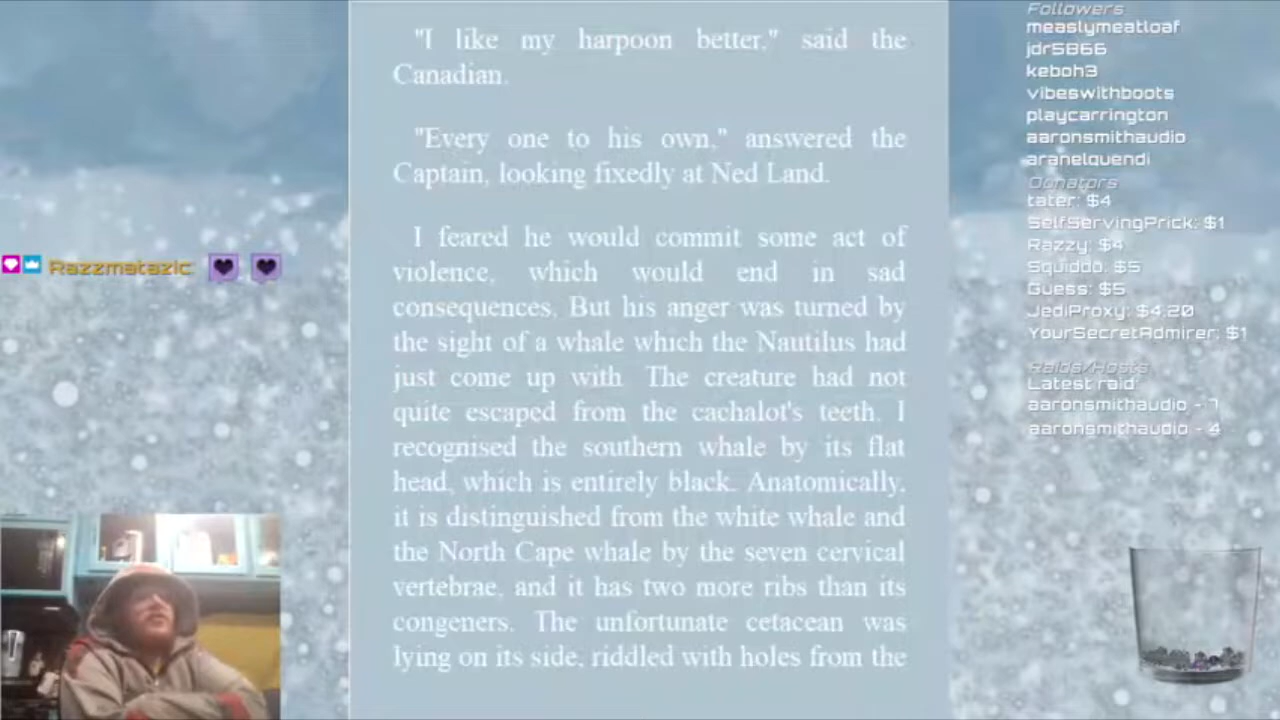 "I like my harpoon better," said the
Canadian.
"Every one to his own," answered the
Captain, looking fixedly at Ned Land.
I feared he would commit some act of
violence, which would end in sad
consequences. But his anger was turned by
the sight of a whale which the Nautilus had
just come up with. The creature had not
quite escaped from the cachalot's teeth. I
recognised the southern whale by its flat
head, which is entirely black. Anatomically,
it is distinguished from the white whale and
the North Cape whale by the seven cervical
vertebrae, and it has two more ribs than its
congeners. The unfortunate cetacean was
lying on its side, riddled with holes from the
Razzmatazic
Followers
measlymeatloaf
jdr5866
keboh3
vibeswithboots
playcarrington
aaronsmithaudio
aranelquendi
Donators
tater: $4
SelfServingPrick: $1
Razzy: $4
Squiddo: $5
Guess: $5
JediProxy: $4.20
YourSecretAdmirer: $1
Raids/Hosts
Latest raid
aaronsmithaudio - 7
aaronsmithaudio - 4